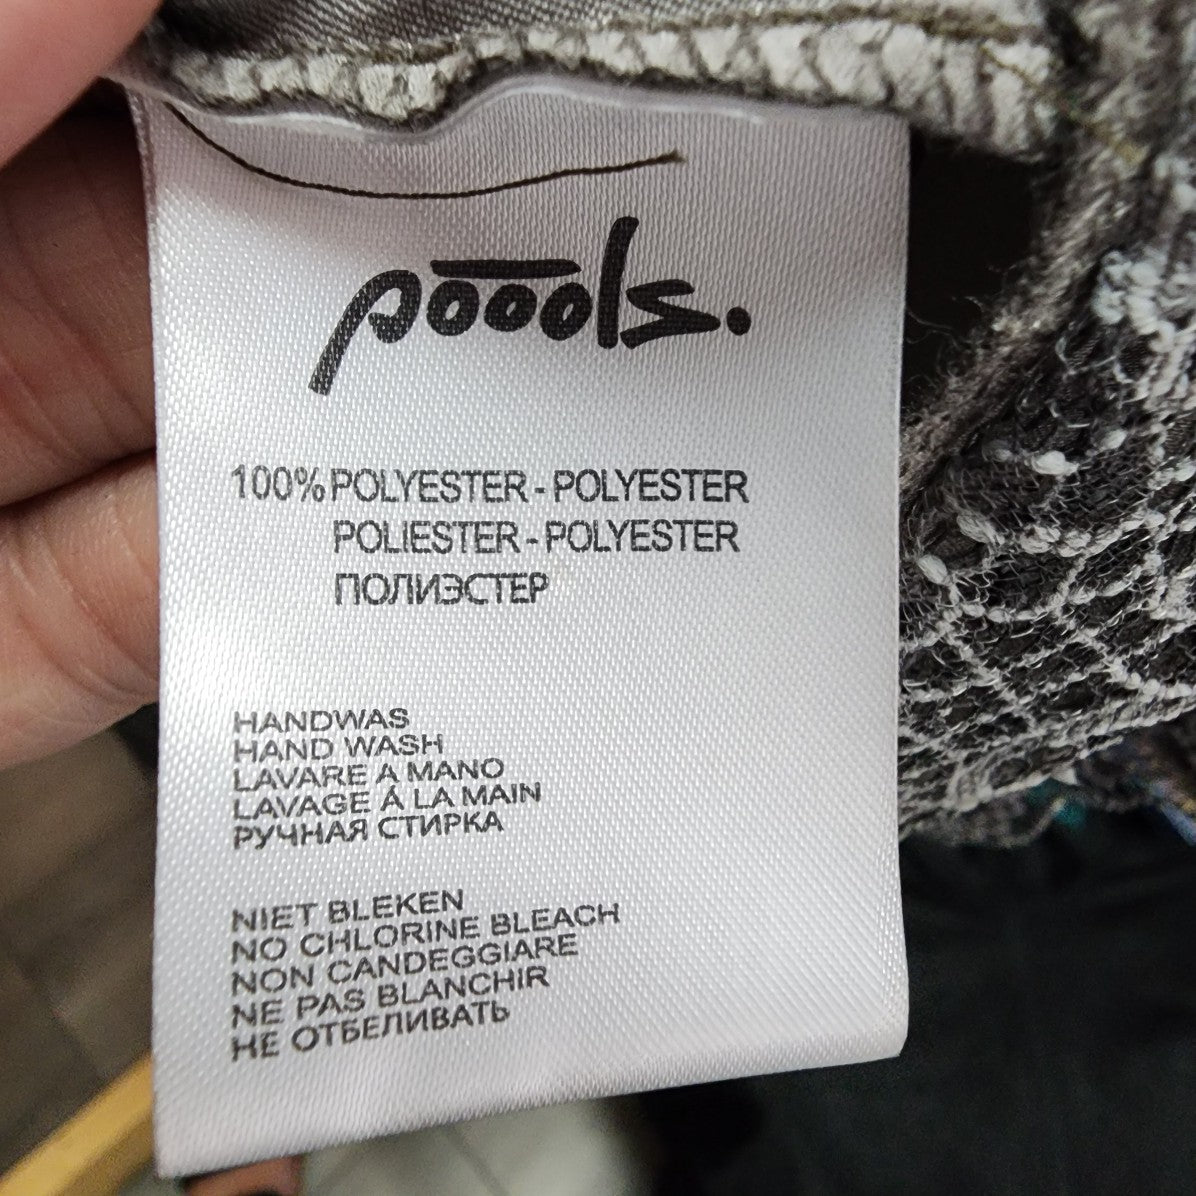 pōōōls.
100% POLYESTER - POLYESTER
POLIESTER - POLYESTER
ПОЛИЭСТЕР
HANDWAS
HAND WASH
LAVARE A MANO
LAVAGE Á LA MAIN
РУЧНАЯ СТИРКА
NIET BLEKEN
NO CHLORINE BLEACH
NON CANDEGGIARE
NE PAS BLANCHIR
НЕ ОТБЕЛИВАТЬ